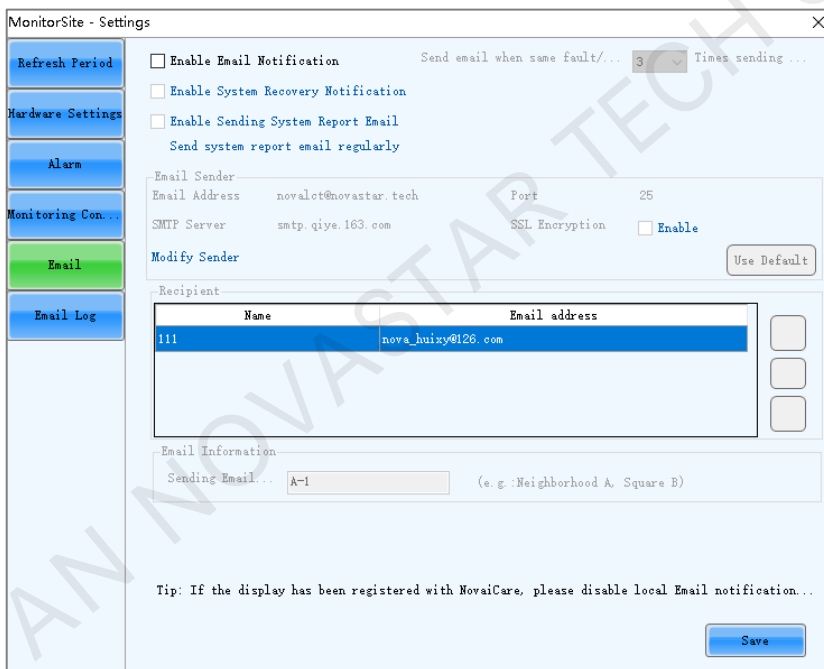 MonitorSite - Settings
Refresh Period
Hardware Settings
Alarm
Monitoring Con...
Email
Email Log
Enable Email Notification
Send email when same fault/... 3 Times sending ...
Enable System Recovery Notification
Enable Sending System Report Email
Send system report email regularly
Email Sender
Email Address novalct@novastar.tech Port 25
SMTP Server smtp.qiye.163.com SSL Encryption Enable
Modify Sender Use Default
Recipient
Name Email address
111 nova_huixy@126.com
Email Information
Sending Email... A-1 (e.g.:Neighborhood A, Square B)
Tip: If the display has been registered with NovaiCare, please disable local Email notification...
Save
AN NOVASTAR TECH